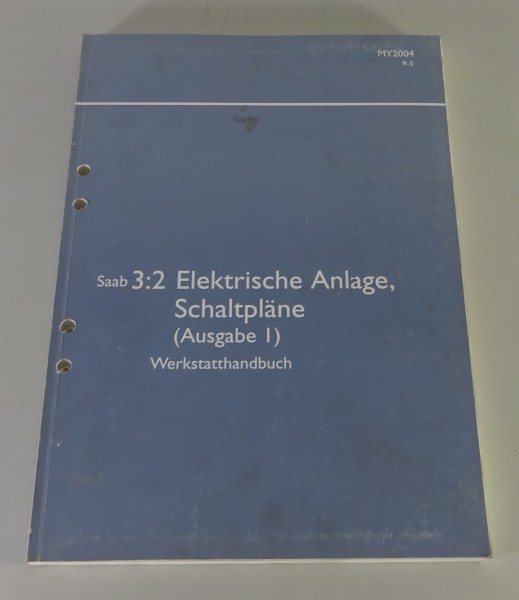 MY2004
9-5
Saab 3:2 Elektrische Anlage,
Schaltpläne
(Ausgabe 1)
Werkstatthandbuch